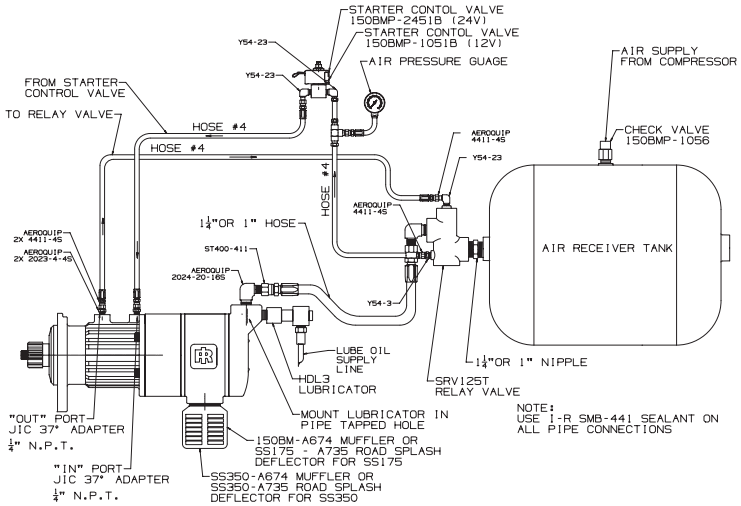 STARTER CONTOL VALVE
150BMP-2451B (24V)
STARTER CONTOL VALVE
150BMP-1051B (12V)
Y54-23
AIR PRESSURE GUAGE
AIR SUPPLY
FROM COMPRESSOR
Y54-23
FROM STARTER
CONTROL VALVE
TO RELAY VALVE
HOSE #4
HOSE #4
AEROQUIP
4411-4S
CHECK VALVE
150BMP-1056
Y54-23
HOSE #4
AEROQUIP
4411-4S
1¼" OR 1" HOSE
AEROQUIP
2X 4411-4S
AEROQUIP
2X 2023-4-4S
ST400-411
AIR RECEIVER TANK
AEROQUIP
2024-20-16S
Y54-3
IR
1¼" OR 1" NIPPLE
LUBE OIL
SUPPLY
LINE
HDL3
LUBRICATOR
SRV125T
RELAY VALVE
"OUT" PORT
JIC 37° ADAPTER
¼" N.P.T.
MOUNT LUBRICATOR IN
PIPE TAPPED HOLE
NOTE:
USE I-R SMB-441 SEALANT ON
ALL PIPE CONNECTIONS
150BM-A674 MUFFLER OR
SS175 - A735 ROAD SPLASH
DEFLECTOR FOR SS175
"IN" PORT
JIC 37° ADAPTER
¼" N.P.T.
SS350-A674 MUFFLER OR
SS350-A735 ROAD SPLASH
DEFLECTOR FOR SS350